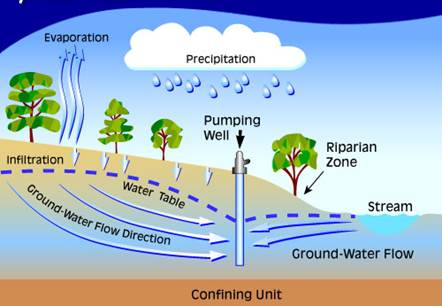 Evaporation
Precipitation
Pumping
Well
Riparian
Zone
Infiltration
Water Table
Stream
Ground-Water Flow Direction
Ground-Water Flow
Confining Unit